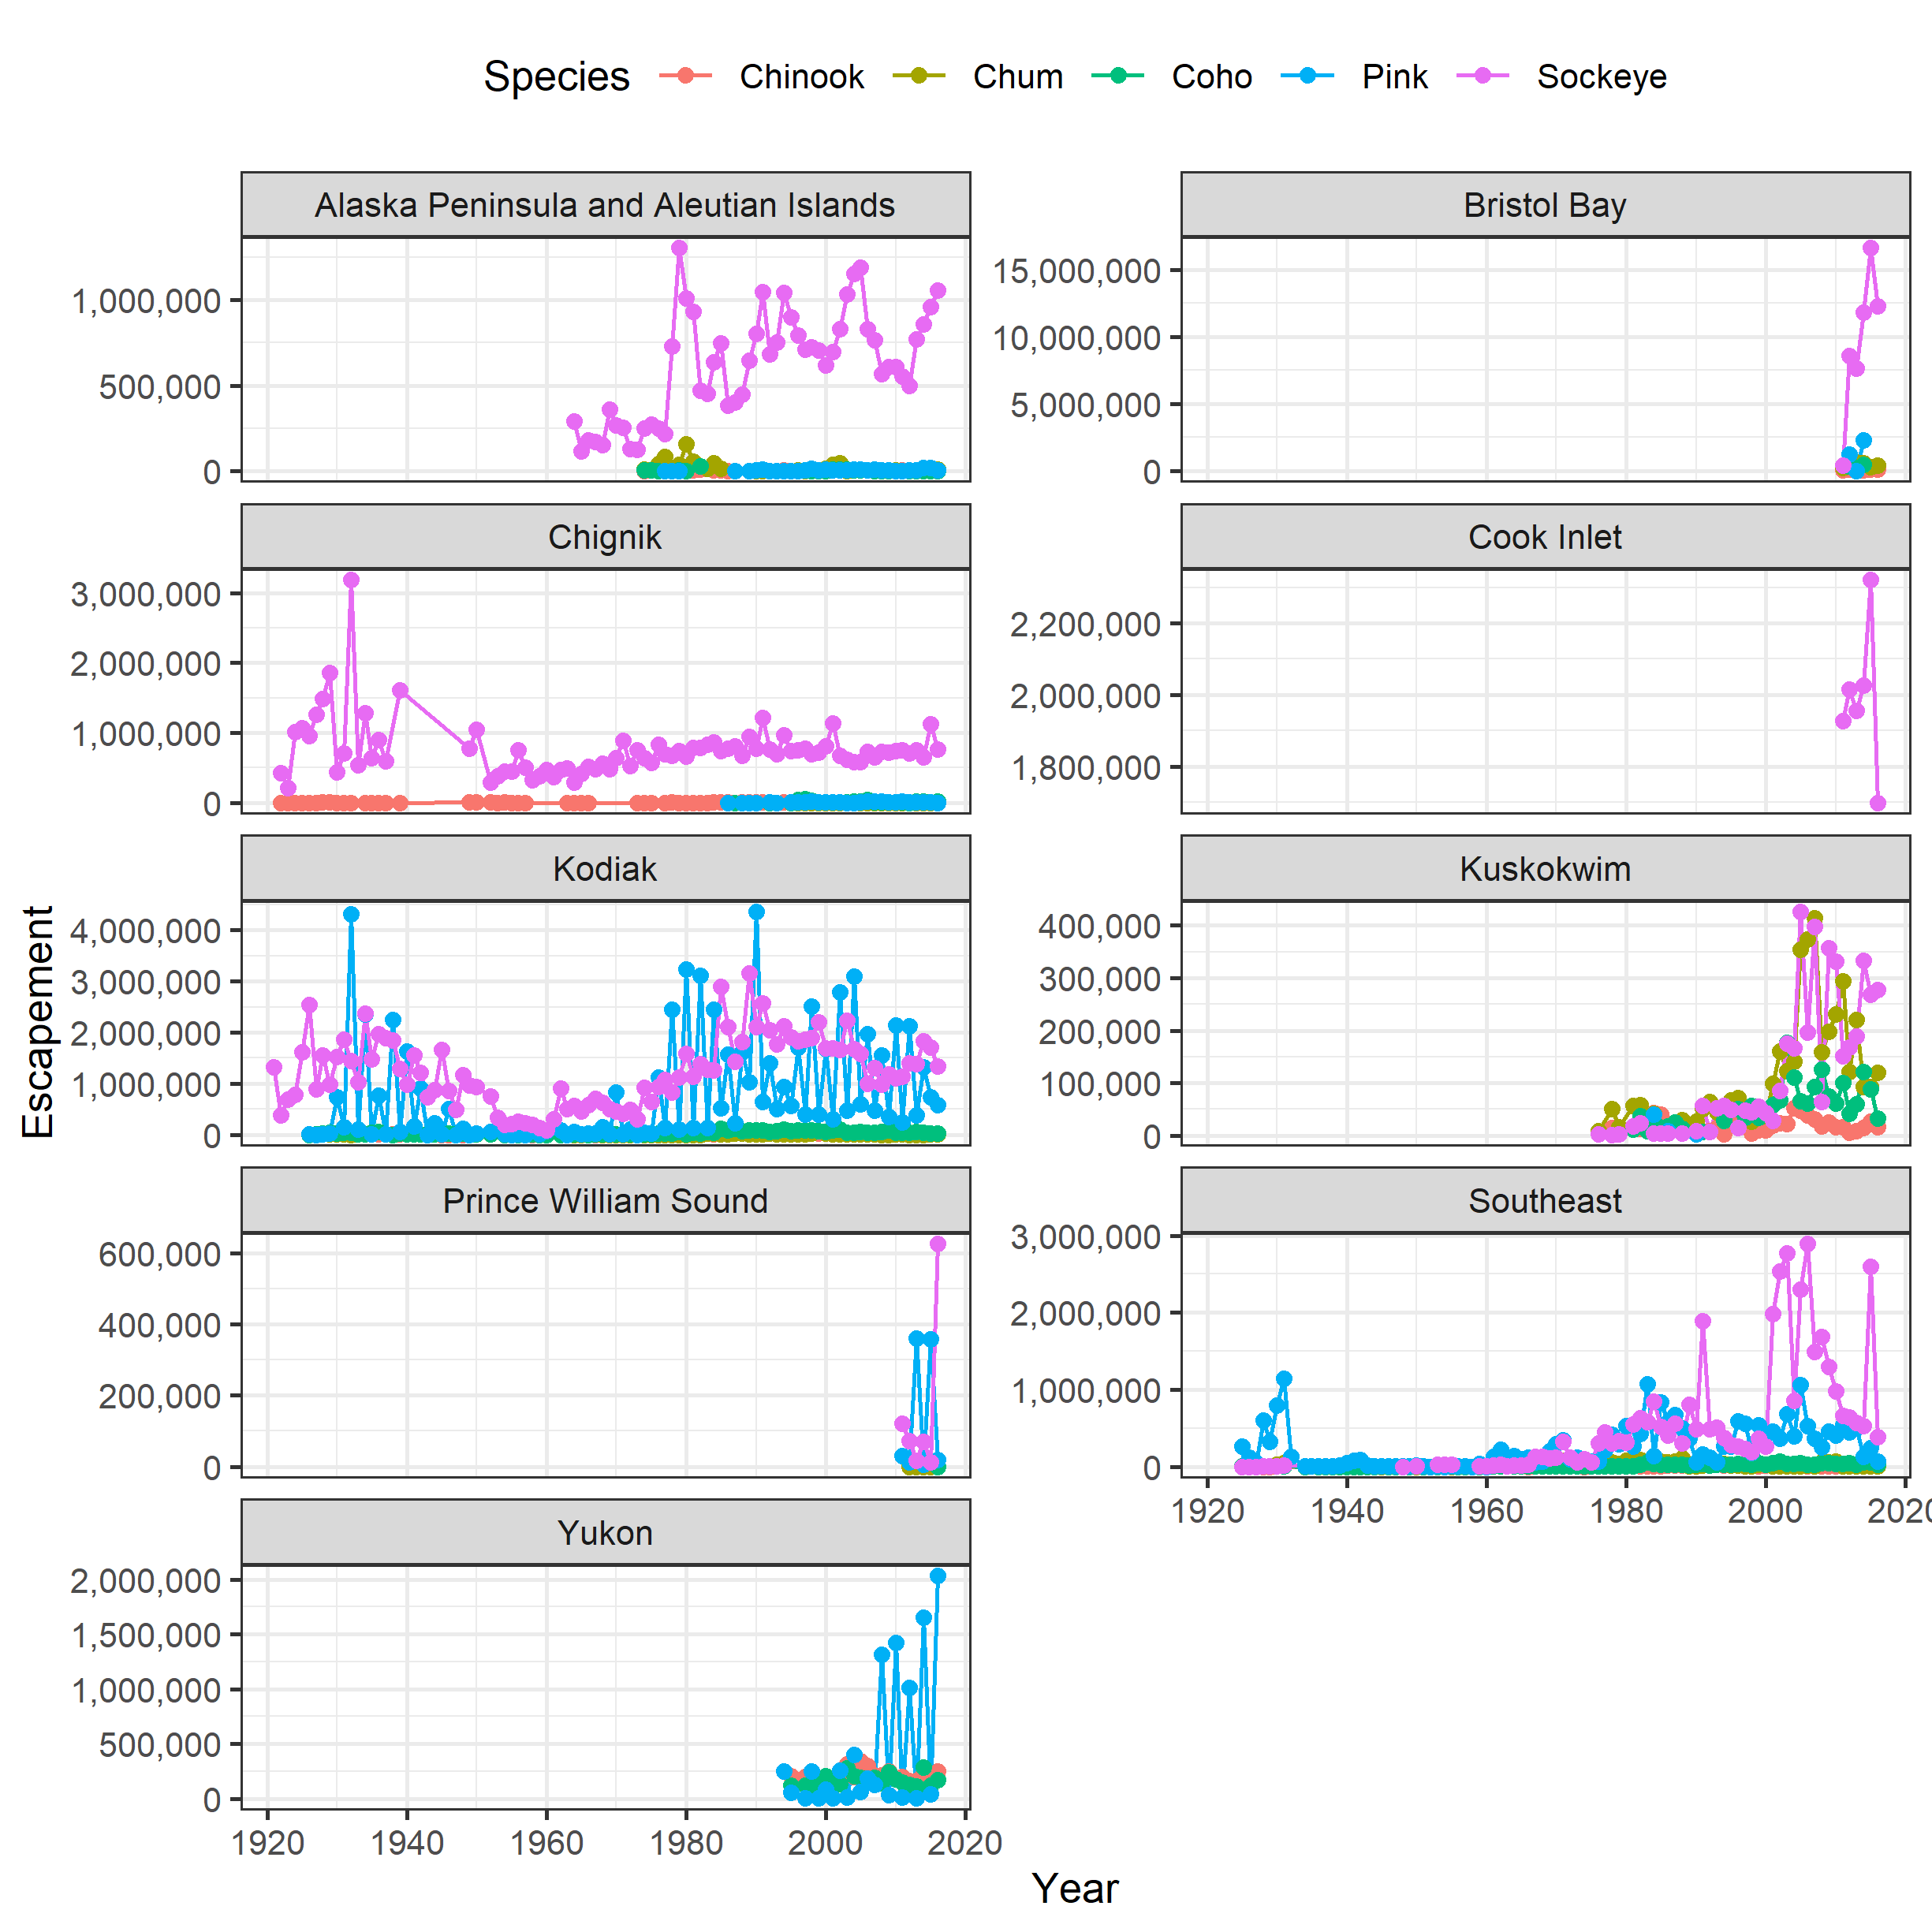 Species Chinook Chum Coho Pink Sockeye
Alaska Peninsula and Aleutian Islands
1,000,000
500,000
0
Bristol Bay
15,000,000
10,000,000
5,000,000
0
Chignik
3,000,000
2,000,000
1,000,000
0
Cook Inlet
2,200,000
2,000,000
1,800,000
Escapement
Kodiak
4,000,000
3,000,000
2,000,000
1,000,000
0
Kuskokwim
400,000
300,000
200,000
100,000
0
Prince William Sound
600,000
400,000
200,000
0
Southeast
3,000,000
2,000,000
1,000,000
0
1920 1940 1960 1980 2000 2020
Yukon
2,000,000
1,500,000
1,000,000
500,000
0
1920 1940 1960 1980 2000 2020
Year